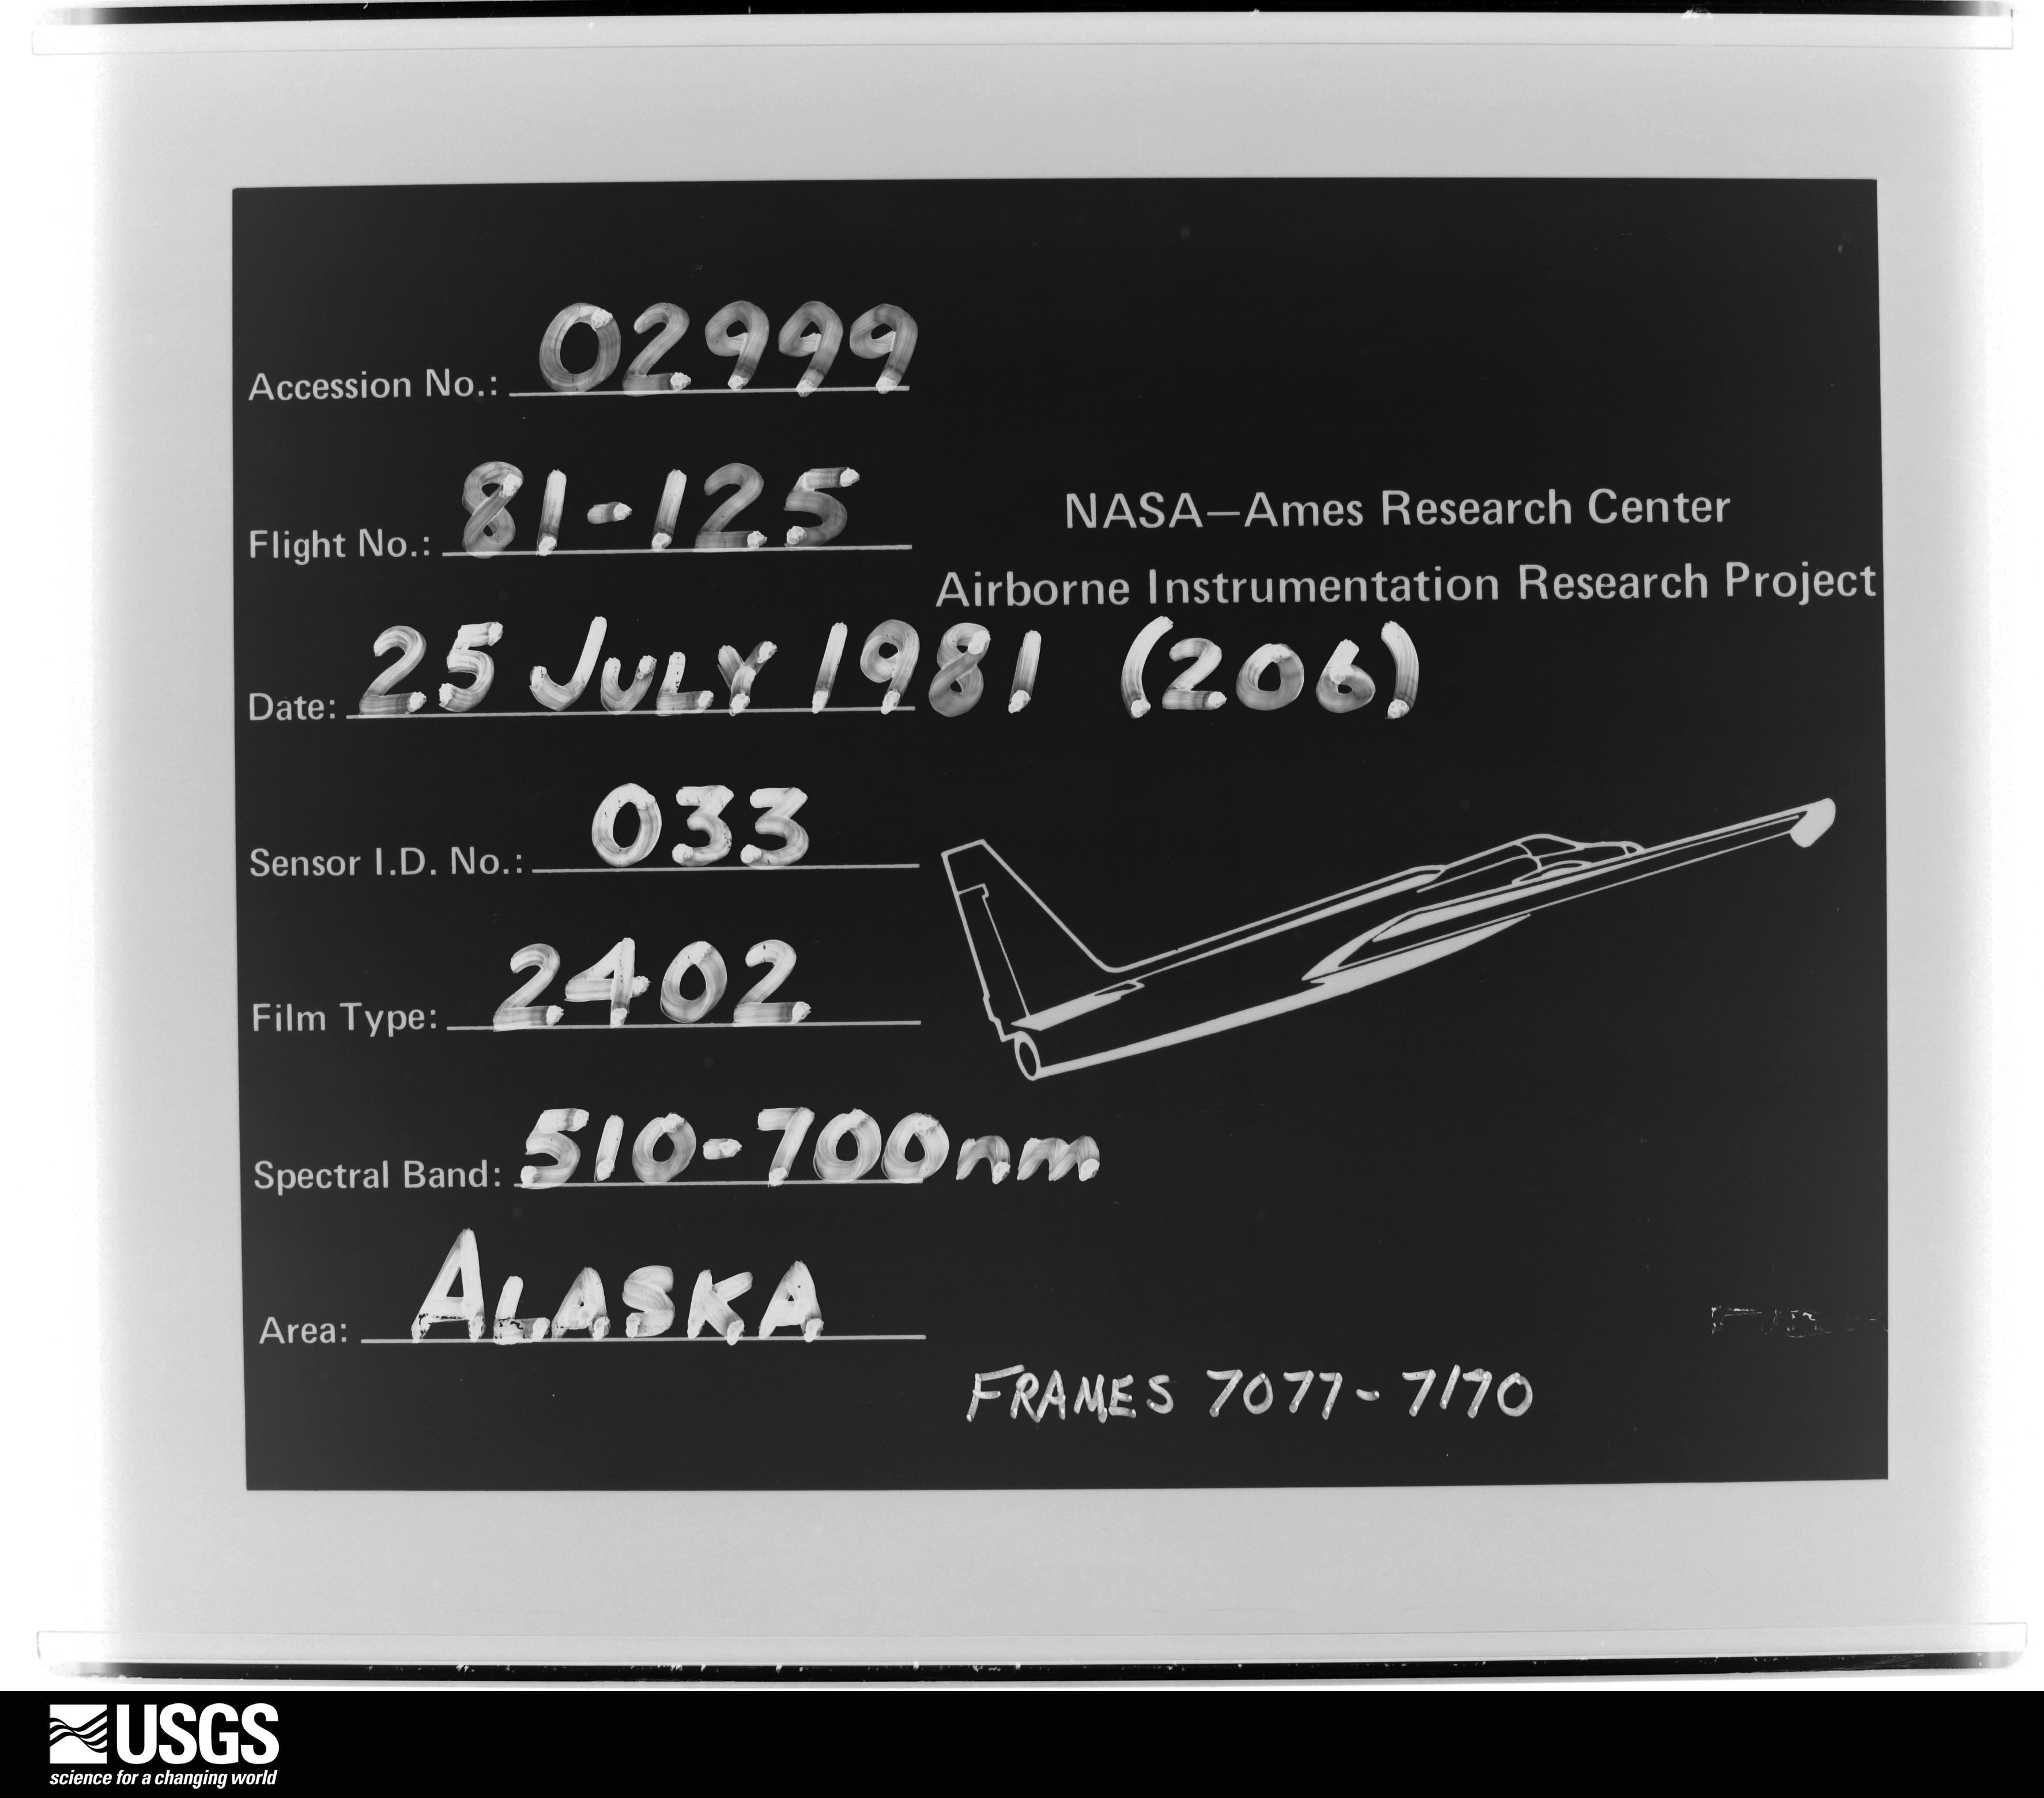 Accession No.: 02999
Flight No.: 81-125
NASA—Ames Research Center
Airborne Instrumentation Research Project
Date: 25 JULY 1981 (206)
Sensor I.D. No.: 033
Film Type: 2402
Spectral Band: 510-700nm
Area: ALASKA
FRAMES 7077-7170
USGS
science for a changing world